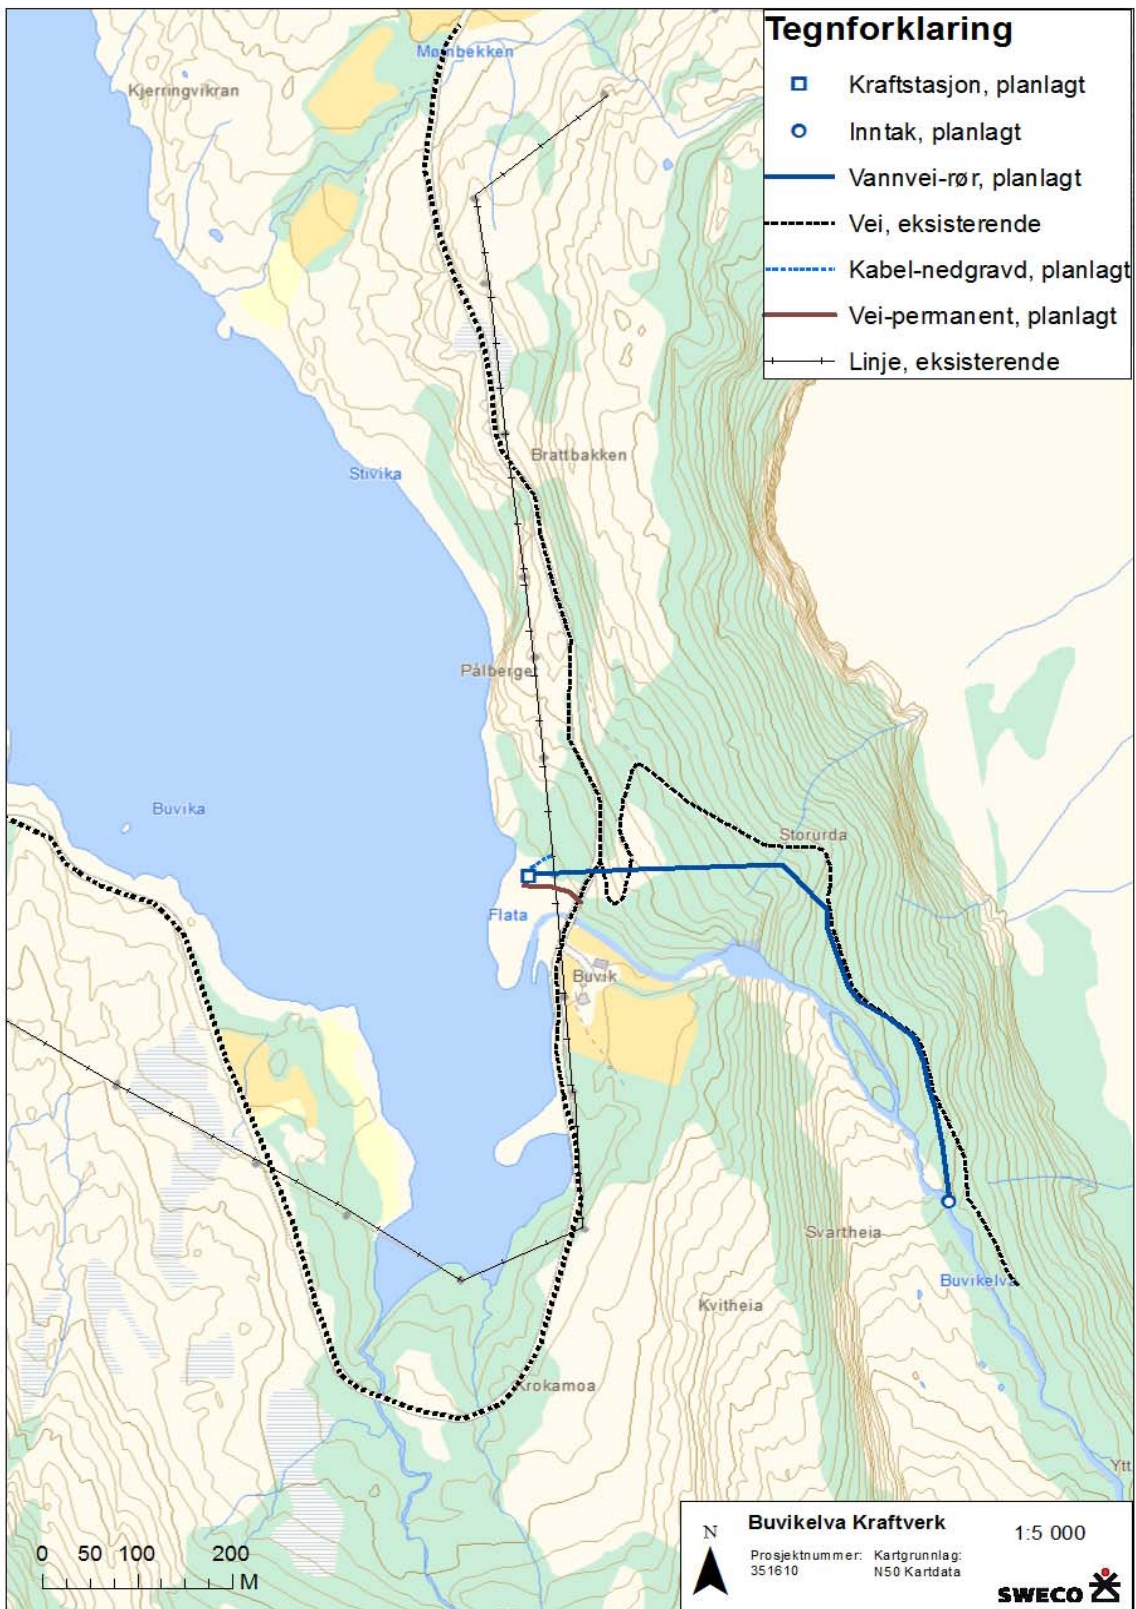 Tegnforklaring
Kraftstasjon, planlagt
Inntak, planlagt
Vannvei-rør, planlagt
Vei, eksisterende
Kabel-nedgravd, planlagt
Vei-permanent, planlagt
Linje, eksisterende
Kjerringvikran
Brattbakken
Stivika
Pålberget
Buvika
Storurda
Flata
Buvik
Svartheia
Buvikelva
Kvitheia
Krokamoa
Ytt
0 50 100 200
M
N
Buvikelva Kraftverk
1:5 000
Prosjektnummer: Kartgrunnlag:
351610 N50 Kartdata
SWECO